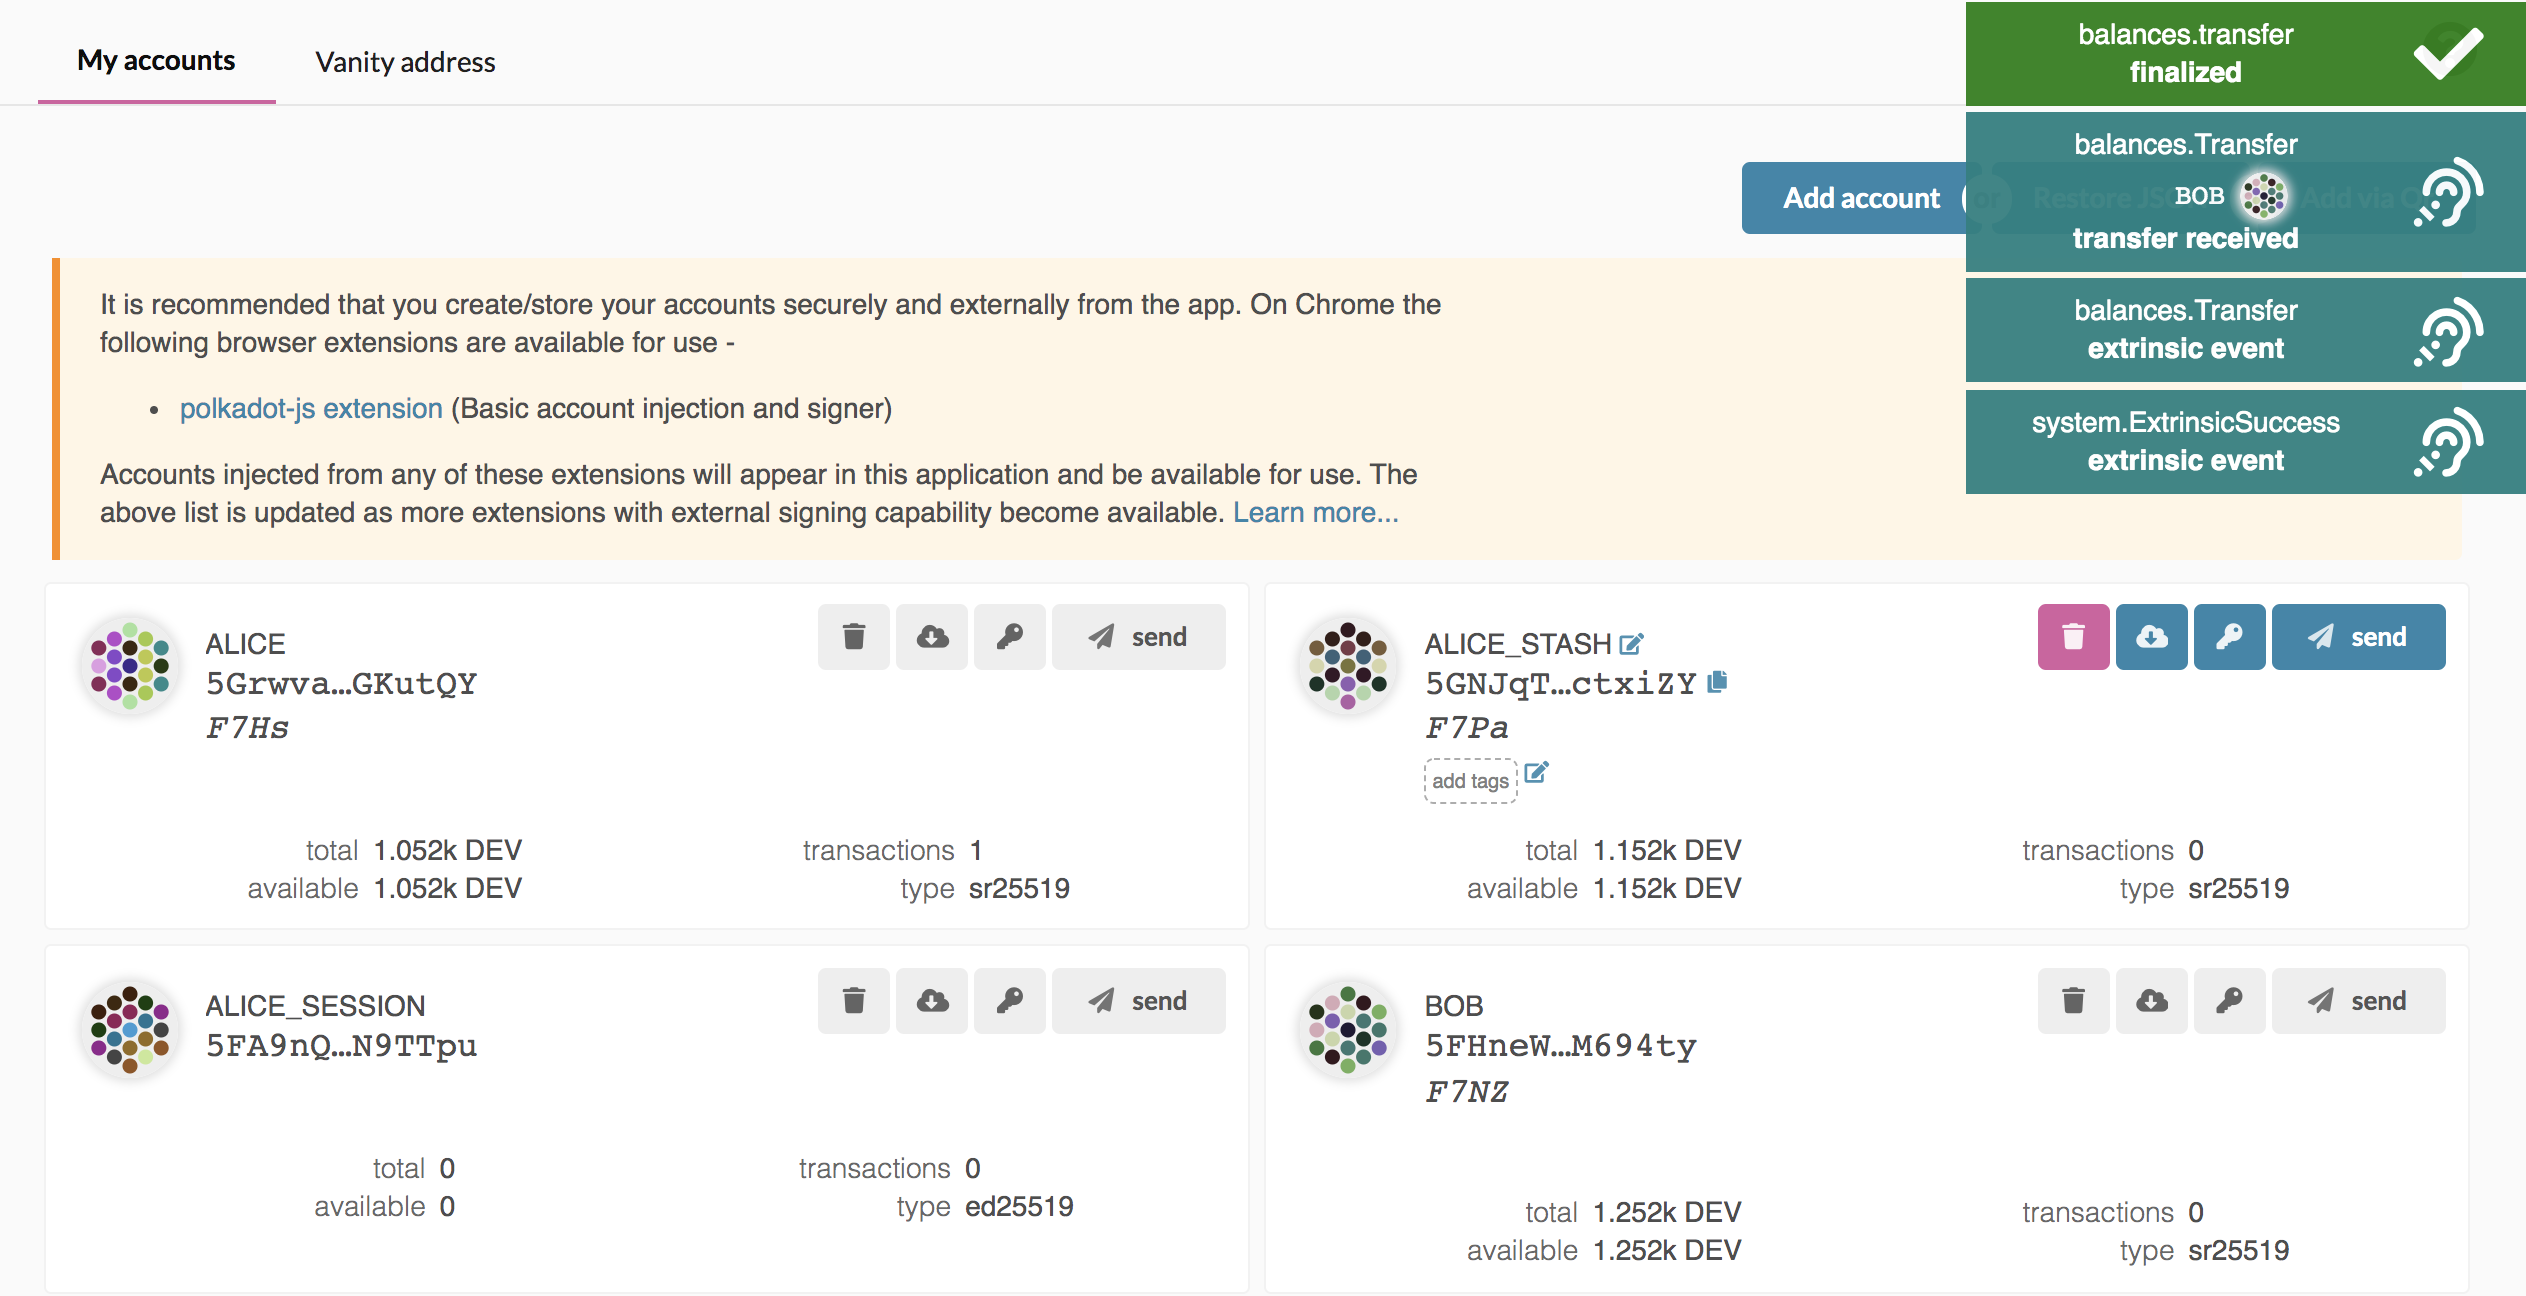 My accounts
Vanity address
balances.transfer
finalized
balances.Transfer
BOB
transfer received
balances.Transfer
extrinsic event
system.ExtrinsicSuccess
extrinsic event
Add account
or
Restore JS
Add via Q
It is recommended that you create/store your accounts securely and externally from the app. On Chrome the
following browser extensions are available for use -
• polkadot-js extension (Basic account injection and signer)
Accounts injected from any of these extensions will appear in this application and be available for use. The
above list is updated as more extensions with external signing capability become available. Learn more...
ALICE
5Grwva…GKutQY
F7Hs
send
total 1.052k DEV
available 1.052k DEV
transactions 1
type sr25519
ALICE_STASH
5GNJqT…ctxiZY
F7Pa
add tags
send
total 1.152k DEV
available 1.152k DEV
transactions 0
type sr25519
ALICE_SESSION
5FA9nQ…N9TTpu
send
total 0
available 0
transactions 0
type ed25519
BOB
5FHneW…M694ty
F7NZ
send
total 1.252k DEV
available 1.252k DEV
transactions 0
type sr25519